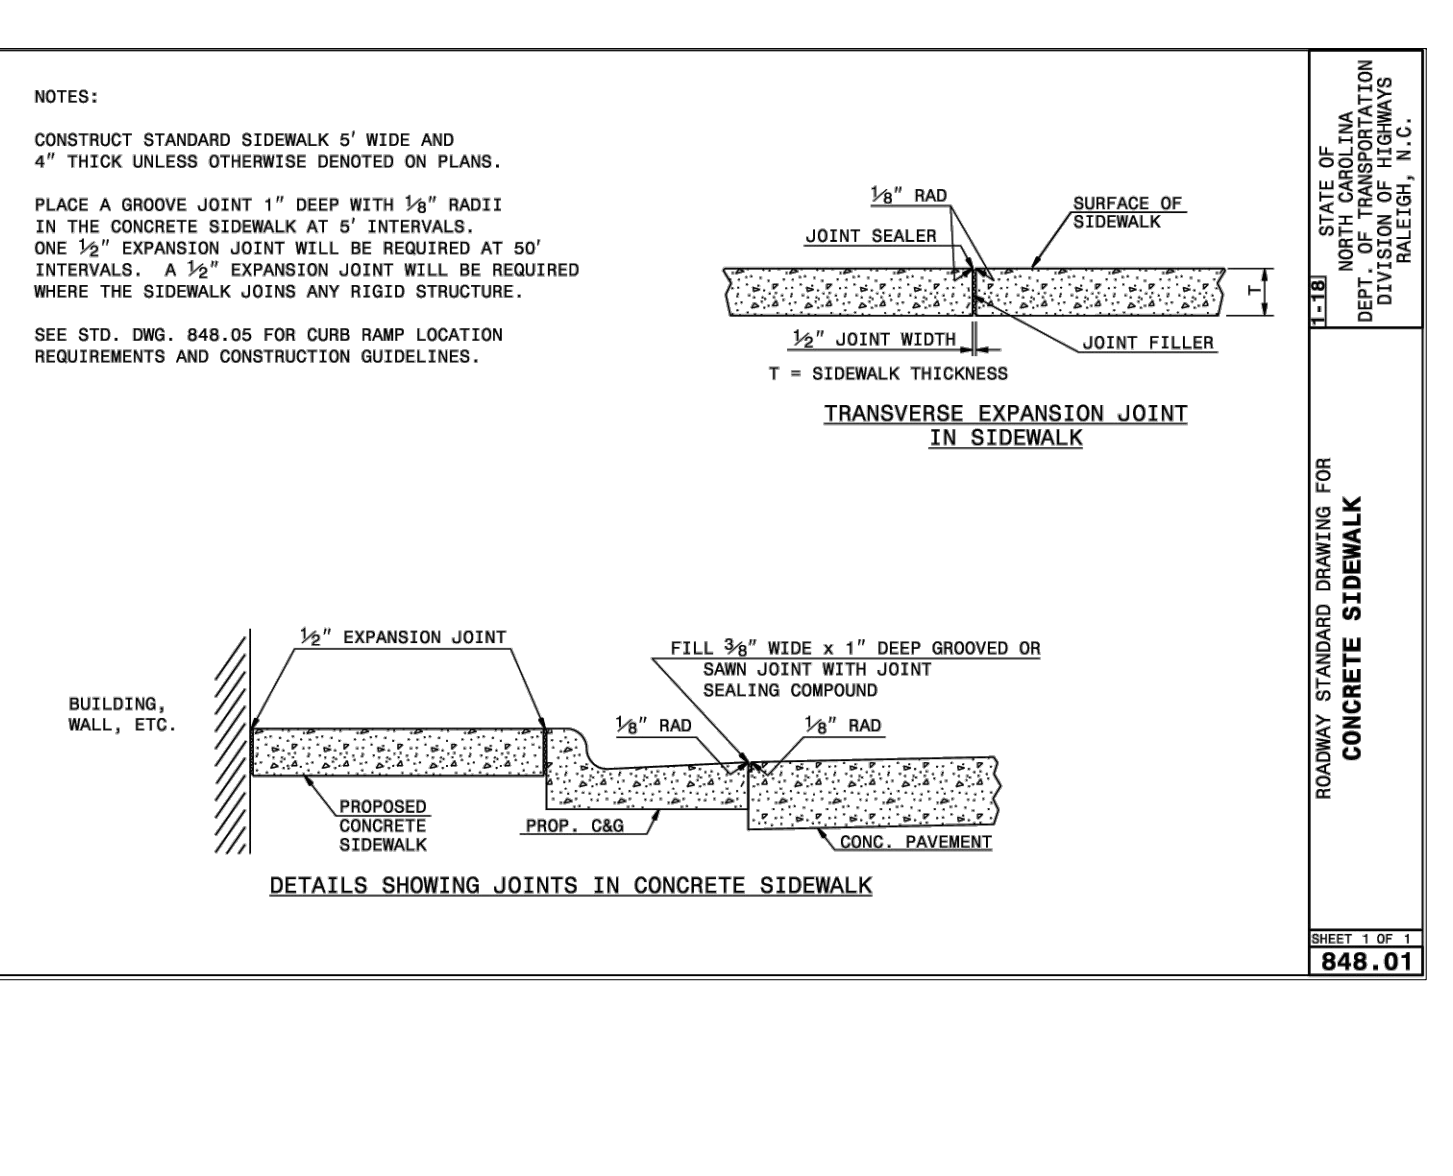 NOTES:
CONSTRUCT STANDARD SIDEWALK 5' WIDE AND
4" THICK UNLESS OTHERWISE DENOTED ON PLANS.
PLACE A GROOVE JOINT 1" DEEP WITH 1/8" RADII
IN THE CONCRETE SIDEWALK AT 5' INTERVALS.
ONE 1/2" EXPANSION JOINT WILL BE REQUIRED AT 50'
INTERVALS. A 1/2" EXPANSION JOINT WILL BE REQUIRED
WHERE THE SIDEWALK JOINS ANY RIGID STRUCTURE.
SEE STD. DWG. 848.05 FOR CURB RAMP LOCATION
REQUIREMENTS AND CONSTRUCTION GUIDELINES.
1/8" RAD
JOINT SEALER
SURFACE OF
SIDEWALK
T
1/2" JOINT WIDTH
JOINT FILLER
T = SIDEWALK THICKNESS
TRANSVERSE EXPANSION JOINT
IN SIDEWALK
1/2" EXPANSION JOINT
FILL 3/8" WIDE x 1" DEEP GROOVED OR
SAWN JOINT WITH JOINT
SEALING COMPOUND
BUILDING,
WALL, ETC.
1/8" RAD
1/8" RAD
PROPOSED
CONCRETE
SIDEWALK
PROP. C&G
CONC. PAVEMENT
DETAILS SHOWING JOINTS IN CONCRETE SIDEWALK
1-18
STATE OF
NORTH CAROLINA
DEPT. OF TRANSPORTATION
DIVISION OF HIGHWAYS
RALEIGH, N.C.
ROADWAY STANDARD DRAWING FOR
CONCRETE SIDEWALK
SHEET 1 OF 1
848.01